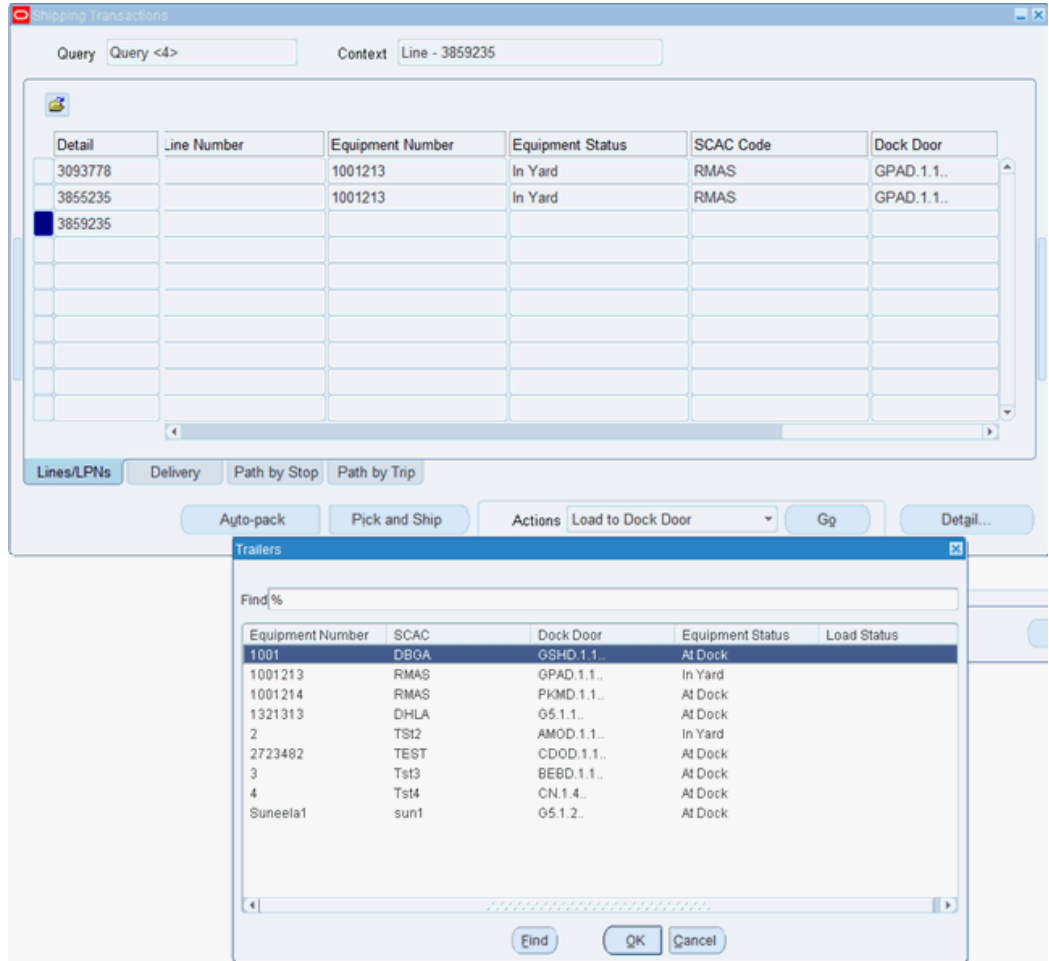 Shipping Transactions
Query Query <4> Context Line - 3859235
Detail Line Number Equipment Number Equipment Status SCAC Code Dock Door
3093778 1001213 In Yard RMAS GPAD.1.1..
3855235 1001213 In Yard RMAS GPAD.1.1..
3859235
Lines/LPNs Delivery Path by Stop Path by Trip
Auto-pack Pick and Ship Actions Load to Dock Door Go Detail...
Trailers
Find %
Equipment Number SCAC Dock Door Equipment Status Load Status
1001 DBGA GSHD.1.1.. At Dock
1001213 RMAS GPAD.1.1.. In Yard
1001214 RMAS PKMD.1.1.. At Dock
1321313 DHLA G5.1.1.. At Dock
2 TSt2 AMOD.1.1.. In Yard
2723482 TEST CDOD.1.1.. At Dock
3 Tst3 BEBD.1.1.. At Dock
4 Tst4 CN.1.4.. At Dock
Suneela1 sun1 G5.1.2.. At Dock
Find OK Cancel